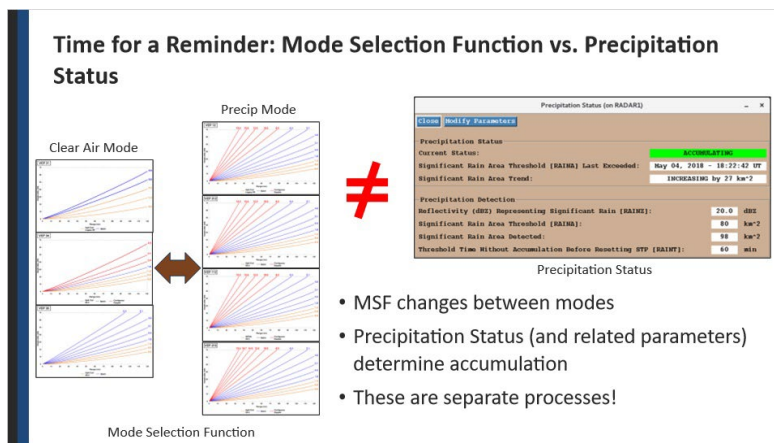 Time for a Reminder: Mode Selection Function vs. Precipitation
Status
Precip Mode
Clear Air Mode
≠
Precipitation Status (on RADAR1)
Close Modify Parameters
Precipitation Status
Current Status: ACCUMULATING
Significant Rain Area Threshold [RAINA] Last Exceeded: May 04, 2018 - 18:22:42 UT
Significant Rain Area Trend: INCREASING by 27 km^2
Precipitation Detection
Reflectivity (dBZ) Representing Significant Rain [RAINZ]: 20.0 dBZ
Significant Rain Area Threshold [RAINA]: 80 km^2
Significant Rain Area Detected: 98 km^2
Threshold Time Without Accumulation Before Resetting STP [RAINT]: 60 min
Precipitation Status
• MSF changes between modes
• Precipitation Status (and related parameters)
determine accumulation
• These are separate processes!
Mode Selection Function